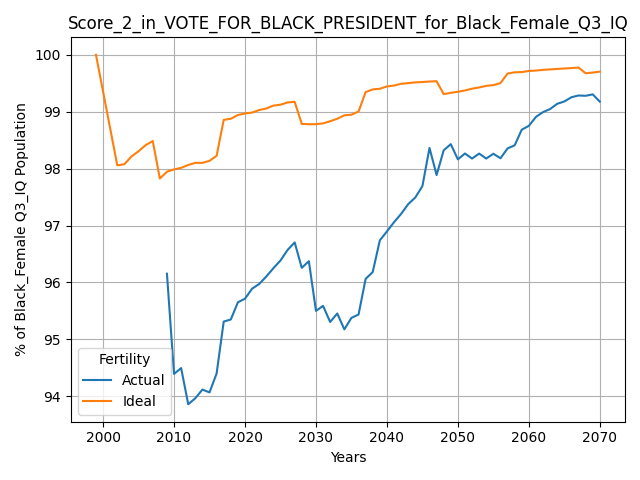 Score_2_in_VOTE_FOR_BLACK_PRESIDENT_for_Black_Female_Q3_IQ
% of Black_Female Q3_IQ Population
100
99
98
97
96
95
94
Fertility
Actual
Ideal
2000 2010 2020 2030 2040 2050 2060 2070
Years